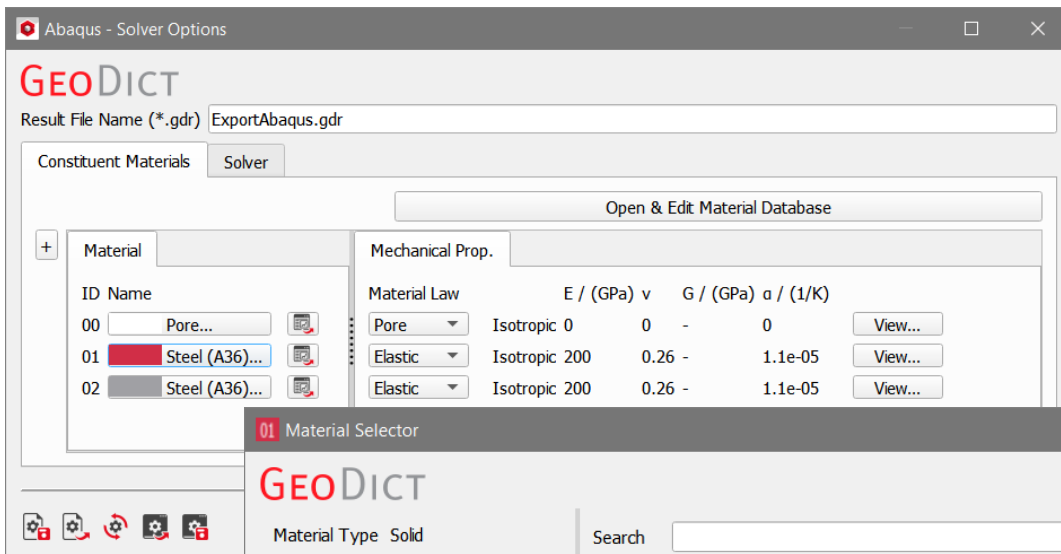 Abaqus - Solver Options
GEODICT
Result File Name (*.gdr) ExportAbaqus.gdr
Constituent Materials Solver
Open & Edit Material Database
+ Material Mechanical Prop.
ID Name Material Law E / (GPa) v G / (GPa) α / (1/K)
00 Pore... Pore Isotropic 0 0 - 0 View...
01 Steel (A36)... Elastic Isotropic 200 0.26 - 1.1e-05 View...
02 Steel (A36)... Elastic Isotropic 200 0.26 - 1.1e-05 View...
01 Material Selector
GEODICT
Material Type Solid Search